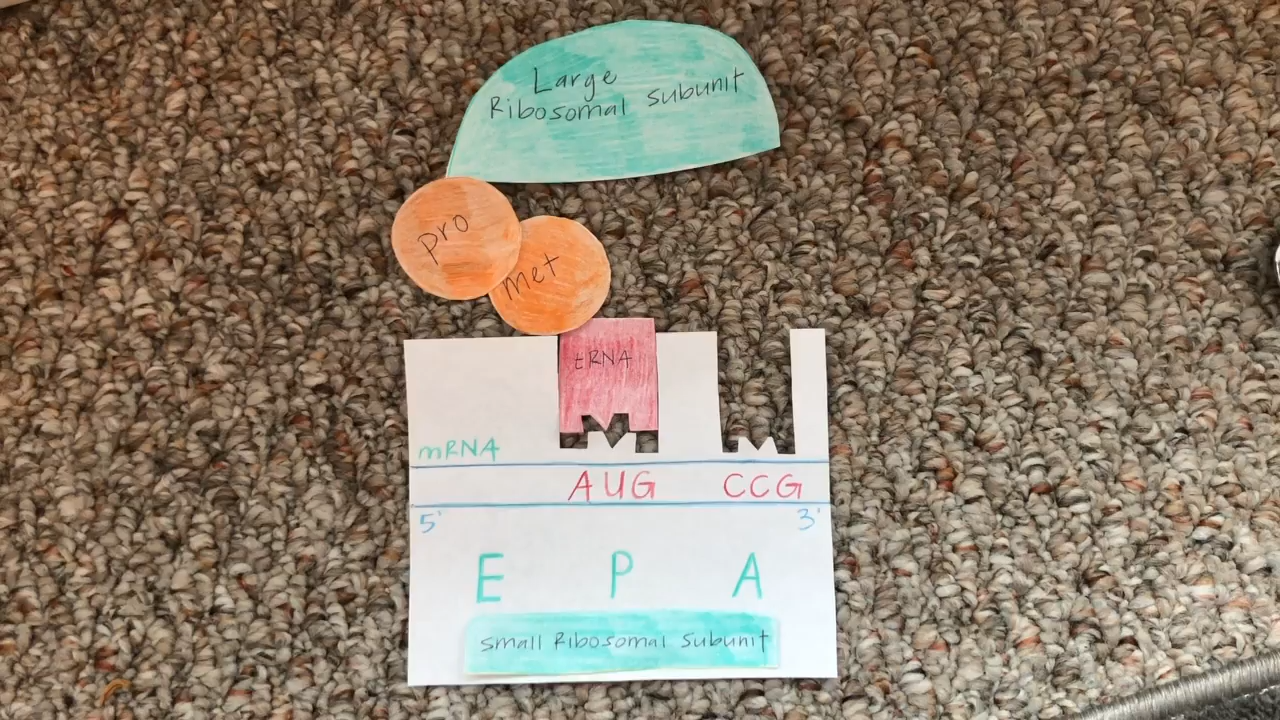 Large
Ribosomal subunit
pro
met
tRNA
mRNA
AUG CCG
5' 3'
E P A
small Ribosomal subunit